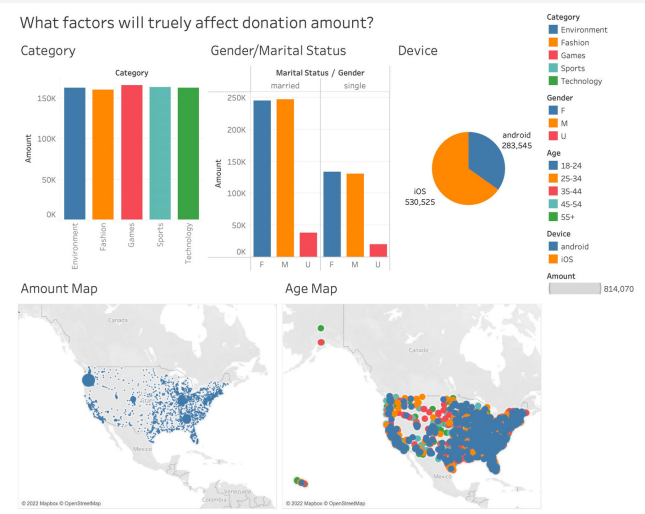 What factors will truely affect donation amount?
Category
Gender/Marital Status
Device
Category
Amount
150K
100K
50K
0K
Environment
Fashion
Games
Sports
Technology
Marital Status / Gender
married
single
Amount
250K
200K
150K
100K
50K
0K
F
M
U
F
M
U
android
283,545
iOS
530,525
Category
Environment
Fashion
Games
Sports
Technology
Gender
F
M
U
Age
18-24
25-34
35-44
45-54
55+
Device
android
iOS
Amount
814,070
Amount Map
Age Map
Canada
Mexico
Venezuela
Colombia
© 2022 Mapbox © OpenStreetMap
Canada
Mexico
© 2022 Mapbox © OpenStreetMap